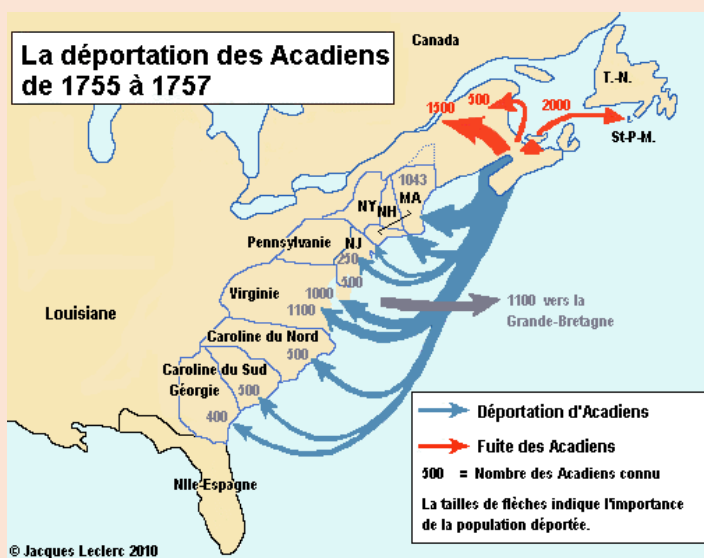 La déportation des Acadiens
de 1755 à 1757
Canada
T.-N.
1500
500
2000
St-P-M.
1043
MA
NY
NH
Pennsylvanie
NJ
250
500
Louisiane
Virginie
1000
1100
1100 vers la
Grande-Bretagne
Caroline du Nord
500
Caroline du Sud
Géorgie
500
400
Nlle-Espagne
Déportation d'Acadiens
Fuite des Acadiens
500 = Nombre des Acadiens connu
La tailles de flèches indique l'importance
de la population déportée.
© Jacques Leclerc 2010